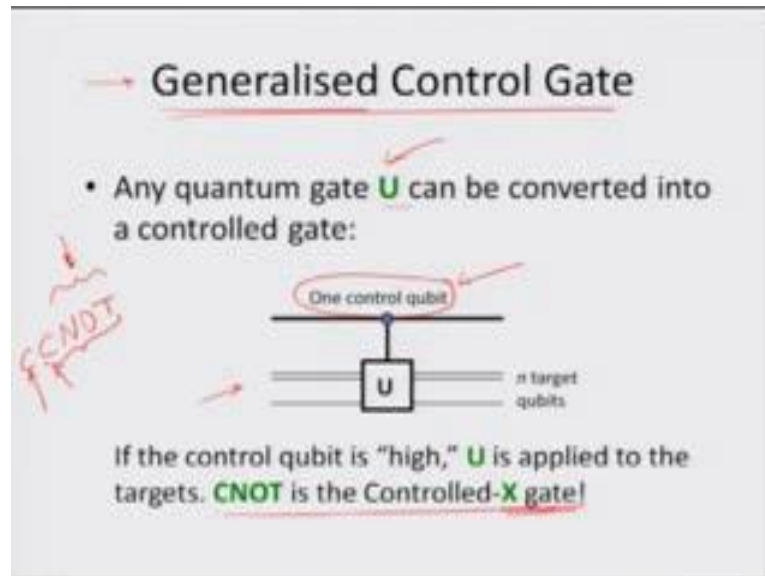 Generalised Control Gate
• Any quantum gate U can be converted into
a controlled gate:
CCNOT
One control qubit
U
n target
qubits
If the control qubit is "high," U is applied to the
targets. CNOT is the Controlled-X gate!